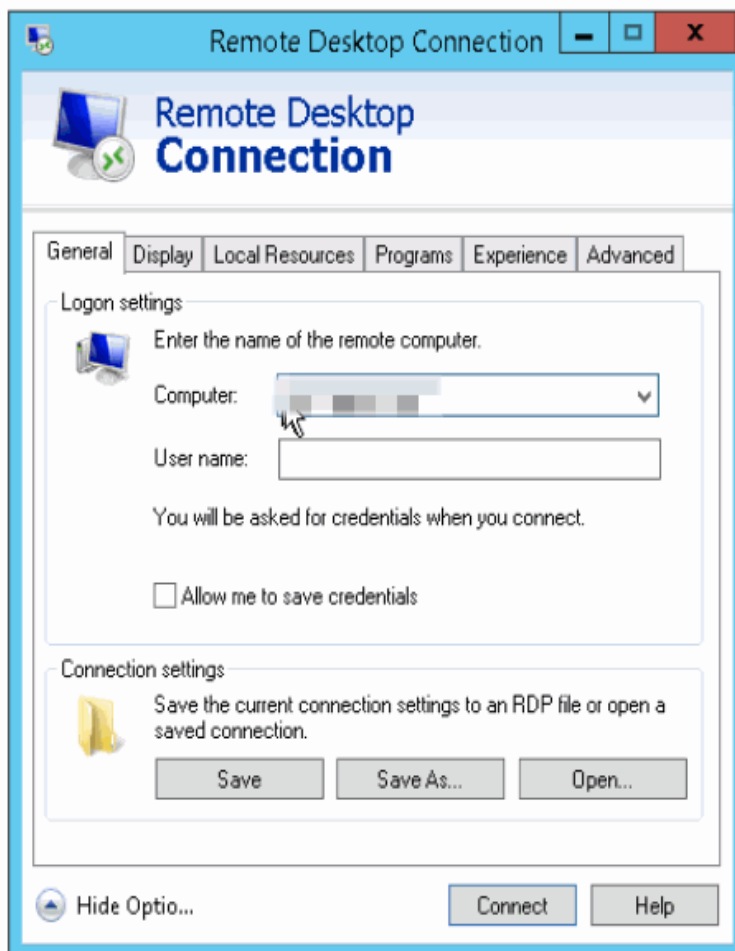 Remote Desktop Connection
Remote Desktop
Connection
General Display Local Resources Programs Experience Advanced
Logon settings
Enter the name of the remote computer.
Computer:
User name:
You will be asked for credentials when you connect.
Allow me to save credentials
Connection settings
Save the current connection settings to an RDP file or open a
saved connection.
Save Save As... Open...
Hide Optio... Connect Help